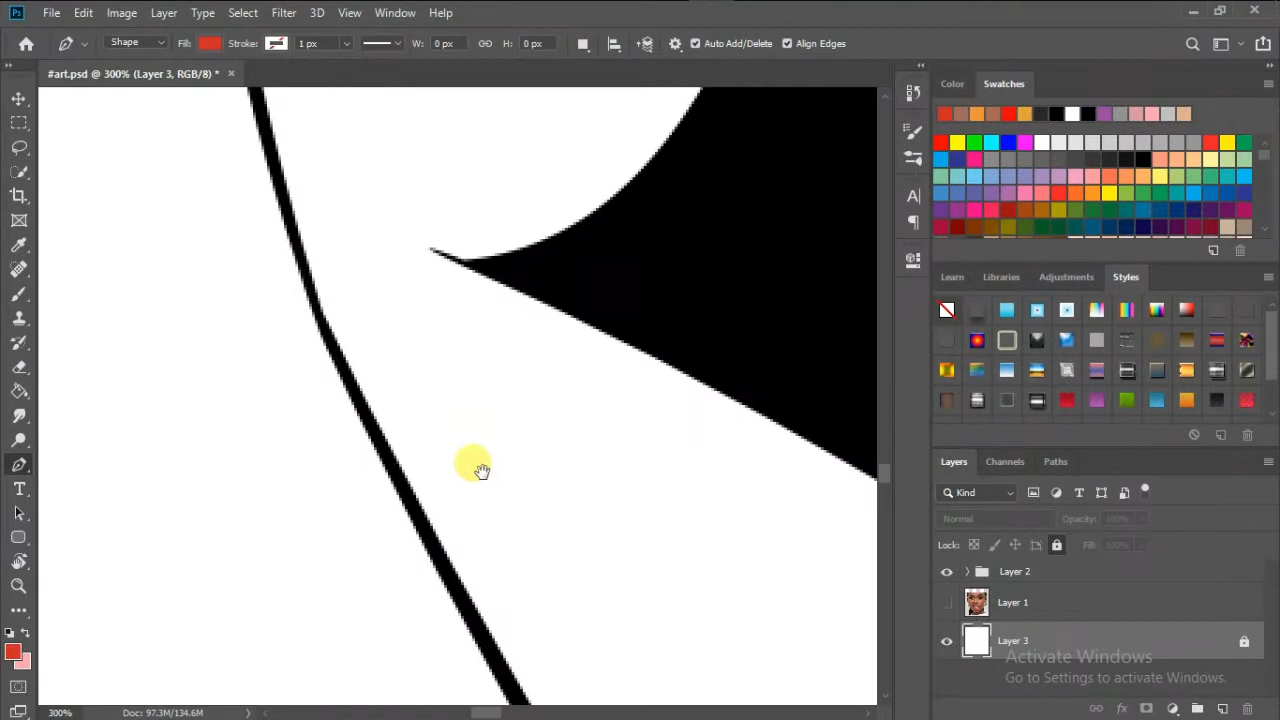 Ps File Edit Image Layer Type Select Filter 3D View Window Help
Shape Fill: Stroke: 1 px W: 0 px H: 0 px Auto Add/Delete Align Edges
#art.psd @ 300% (Layer 3, RGB/8) * ×
Color Swatches
Learn Libraries Adjustments Styles
Layers Channels Paths
Kind
Normal Opacity: 100%
Lock: Fill: 100%
Layer 2
Layer 1
Layer 3
Activate Windows
Go to Settings to activate Windows.
300% Doc: 97.3M/134.6M